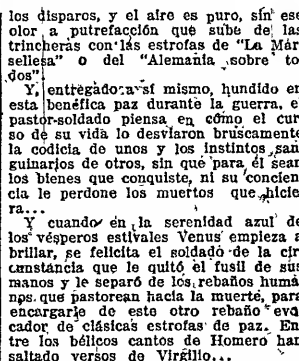 los disparos, y el aire es puro, sin ese
olor a putrefacción que sube de las
trincheras con las estrofas de "La Mar
sellesa" o del "Alemania sobre to
dos".
Y, entregado a sí mismo, hundido en
esta benéfica paz durante la guerra, e
pastor-soldado piensa en cómo el cur
so de su vida lo desviaron bruscamente
la codicia de unos y los instintos san
guinarios de otros, sin que para él sean
los bienes que conquiste, ni su concien
cia le perdone los muertos que hicie
ra...
Y cuando en la serenidad azul de
los vésperos estivales Venus empieza a
brillar, se felicita el soldado de la cir
cunstancia que le quitó el fusil de sus
manos y le separó de los rebaños huma
nos que pastorean hacia la muerte, para
encargarle de este otro rebaño evo
cador de clásicas estrofas de paz. En
tre los bélicos cantos de Homero han
saltado versos de Virgilio...